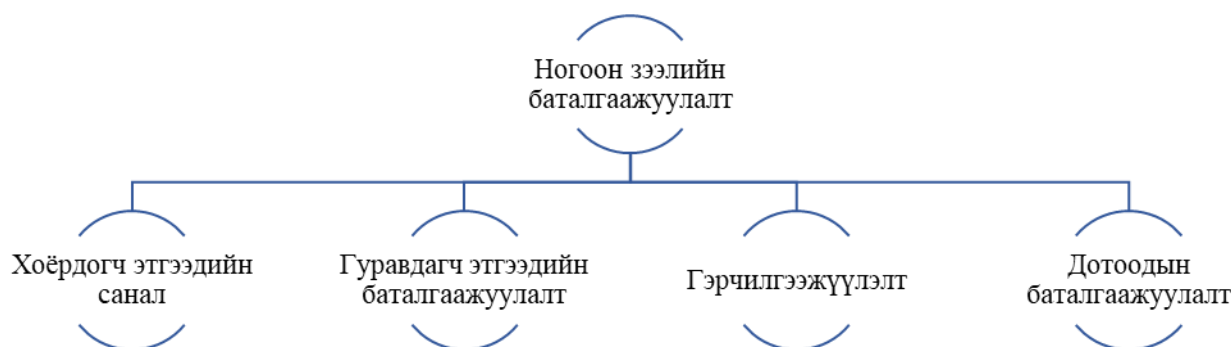 Ногоон зээлийн
баталгаажуулалт
Хоёрдогч этгээдийн
санал
Гуравдагч этгээдийн
баталгаажуулалт
Гэрчилгээжүүлэлт
Дотоодын
баталгаажуулалт